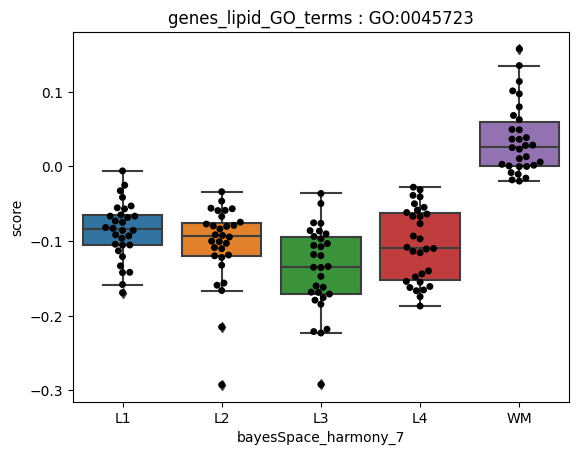 genes_lipid_GO_terms : GO:0045723
score
0.1
0.0
−0.1
−0.2
−0.3
L1 L2 L3 L4 WM
bayesSpace_harmony_7